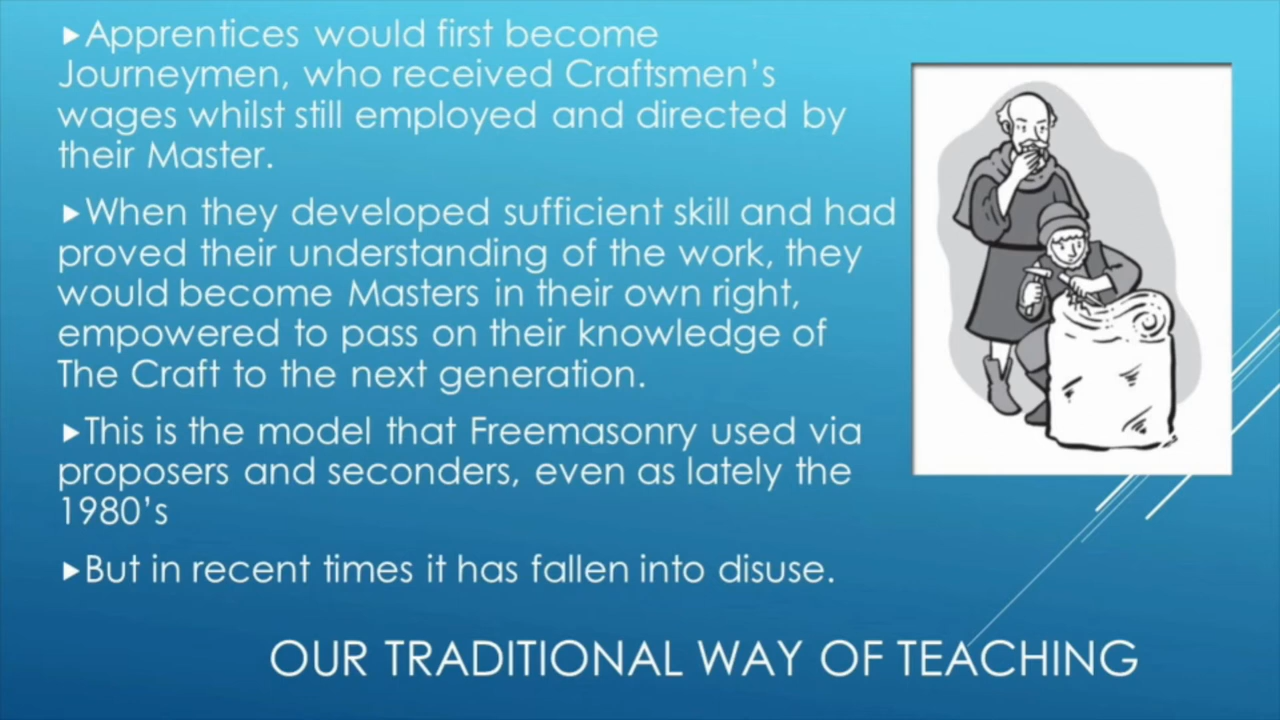 ▶Apprentices would first become
Journeymen, who received Craftsmen's
wages whilst still employed and directed by
their Master.
▶When they developed sufficient skill and had
proved their understanding of the work, they
would become Masters in their own right,
empowered to pass on their knowledge of
The Craft to the next generation.
▶This is the model that Freemasonry used via
proposers and seconders, even as lately the
1980's
▶But in recent times it has fallen into disuse.
OUR TRADITIONAL WAY OF TEACHING